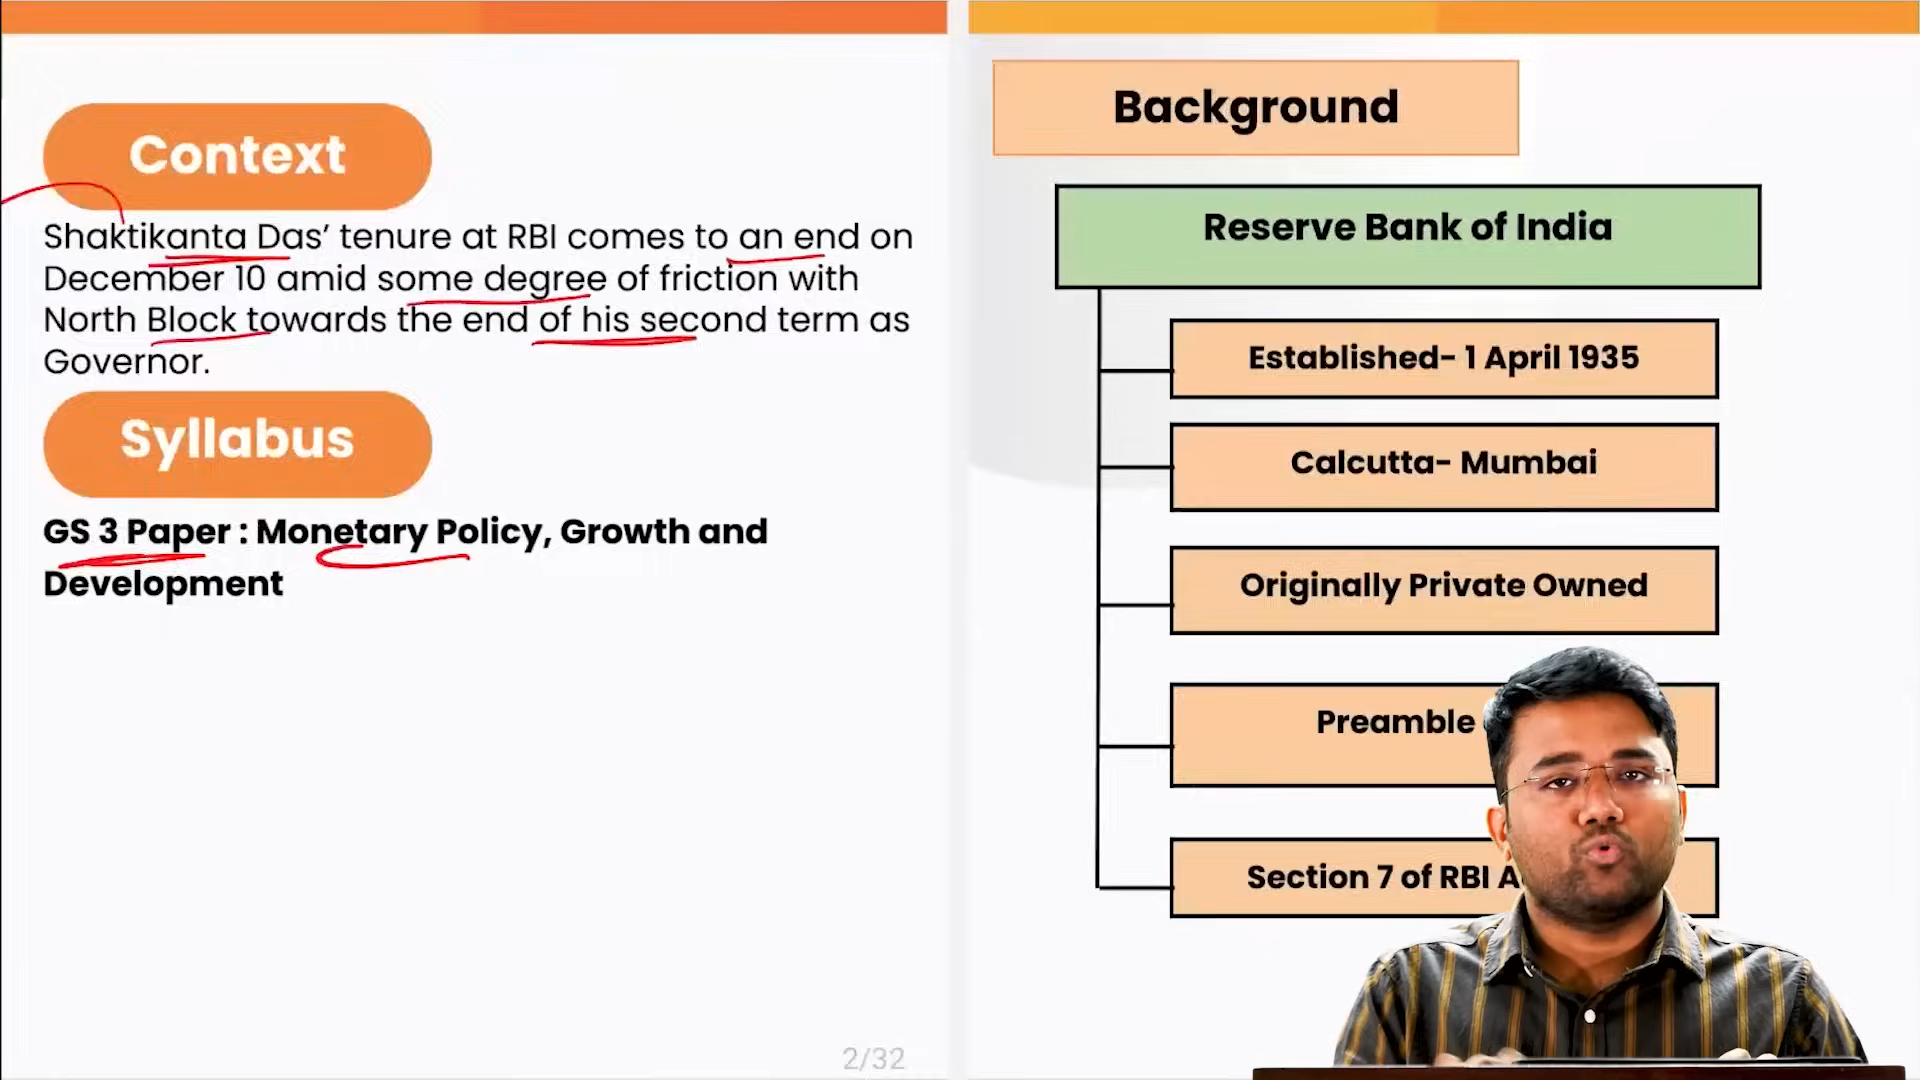 Context
Shaktikanta Das’ tenure at RBI comes to an end on
December 10 amid some degree of friction with
North Block towards the end of his second term as
Governor.
Syllabus
GS 3 Paper : Monetary Policy, Growth and
Development
2/32
Background
Reserve Bank of India
Established- 1 April 1935
Calcutta- Mumbai
Originally Private Owned
Preamble
Section 7 of RBI